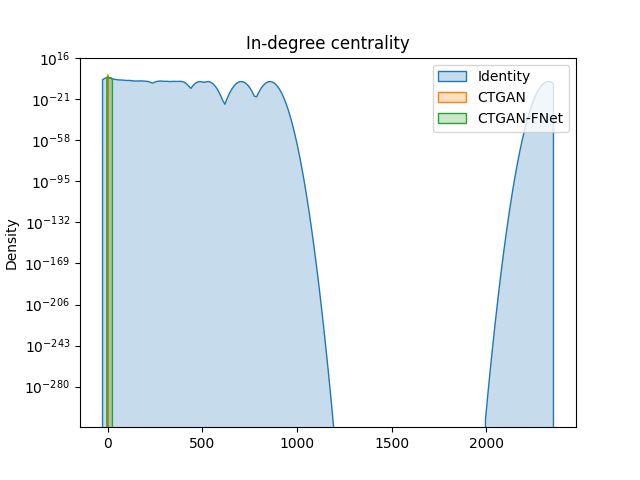 In-degree centrality
10^16
10^−21
10^−58
10^−95
10^−132
10^−169
10^−206
10^−243
10^−280
Density
0 500 1000 1500 2000
Identity
CTGAN
CTGAN-FNet